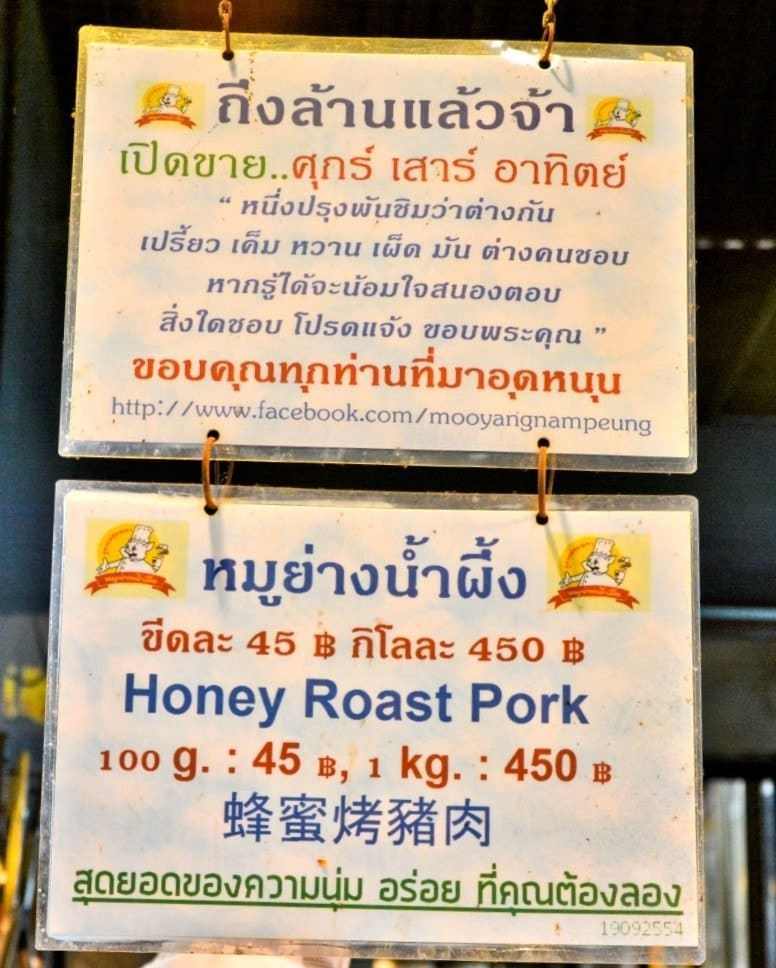 ถึงล้านแล้วจ้า
เปิดขาย..ศุกร์ เสาร์ อาทิตย์
“ หนึ่งปรุงพันชิมว่าต่างกัน
เปรี้ยว เค็ม หวาน เผ็ด มัน ต่างคนชอบ
หากรู้ได้จะน้อมใจสนองตอบ
สิ่งใดชอบ โปรดแจ้ง ขอบพระคุณ ”
ขอบคุณทุกท่านที่มาอุดหนุน
http://www.facebook.com/mooyangnampeung
หมูย่างน้ำผึ้ง
ขีดละ 45 ฿ กิโลละ 450 ฿
Honey Roast Pork
100 g. : 45 ฿, 1 kg. : 450 ฿
蜂蜜烤豬肉
สุดยอดของความนุ่ม อร่อย ที่คุณต้องลอง
19092554